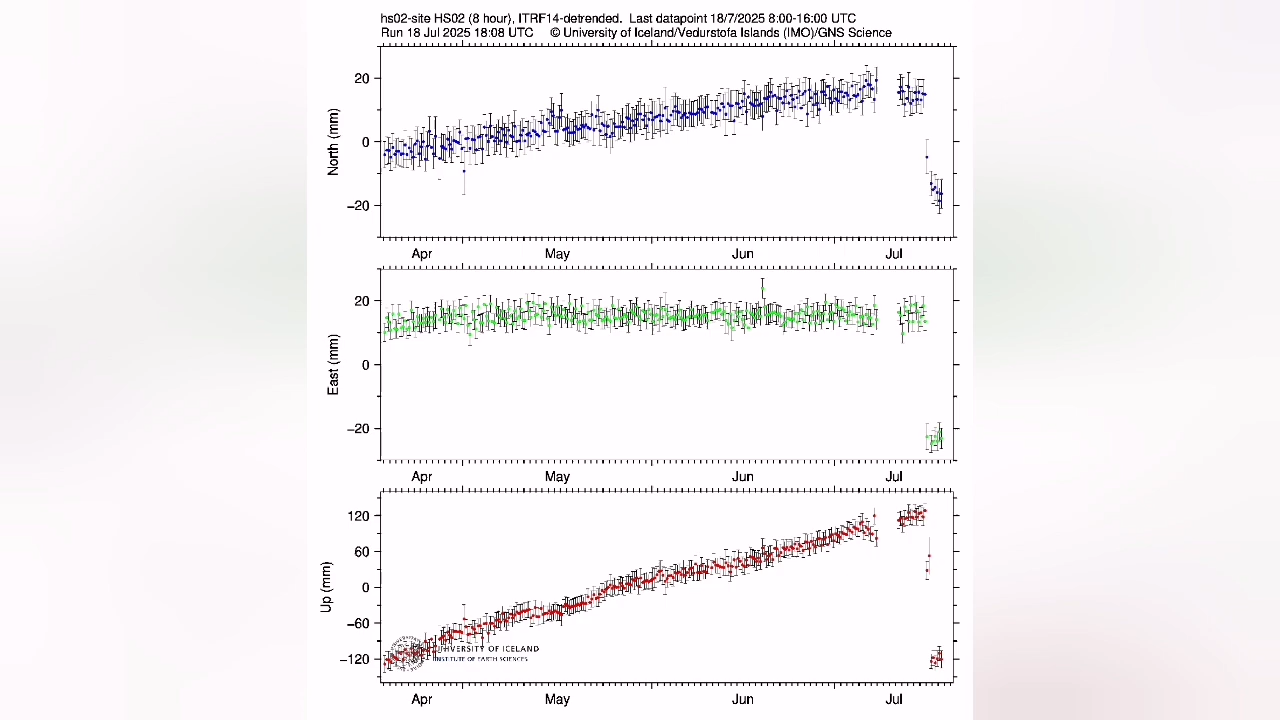 hs02-site HS02 (8 hour), ITRF14-detrended. Last datapoint 18/7/2025 8:00-16:00 UTC
Run 18 Jul 2025 18:08 UTC © University of Iceland/Vedurstofa Islands (IMO)/GNS Science
20
0
−20
North (mm)
Apr May Jun Jul
20
0
−20
East (mm)
Apr May Jun Jul
120
60
0
−60
−120
Up (mm)
UNIVERSITY OF ICELAND
INSTITUTE OF EARTH SCIENCES
Apr May Jun Jul